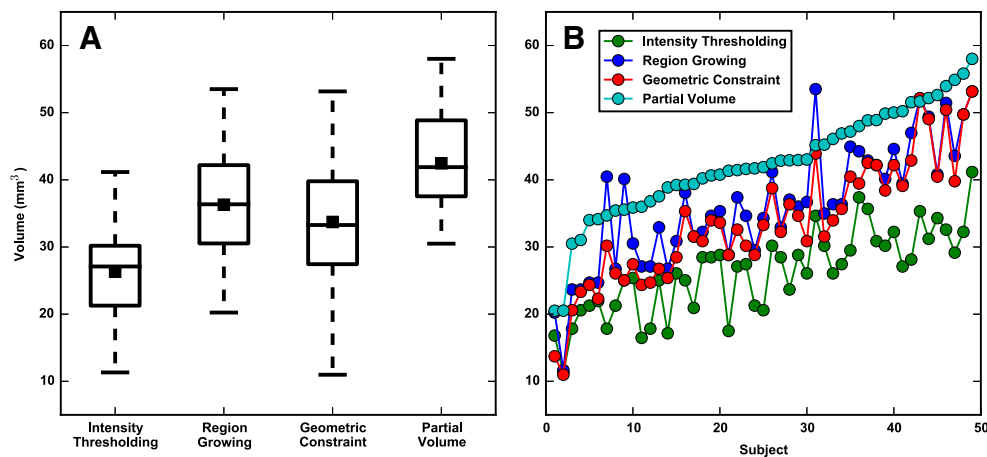 A
Volume (mm³)
60
50
40
30
20
10
Intensity
Thresholding
Region
Growing
Geometric
Constraint
Partial
Volume
B
Intensity Thresholding
Region Growing
Geometric Constraint
Partial Volume
60
50
40
30
20
10
0
10
20
30
40
50
Subject